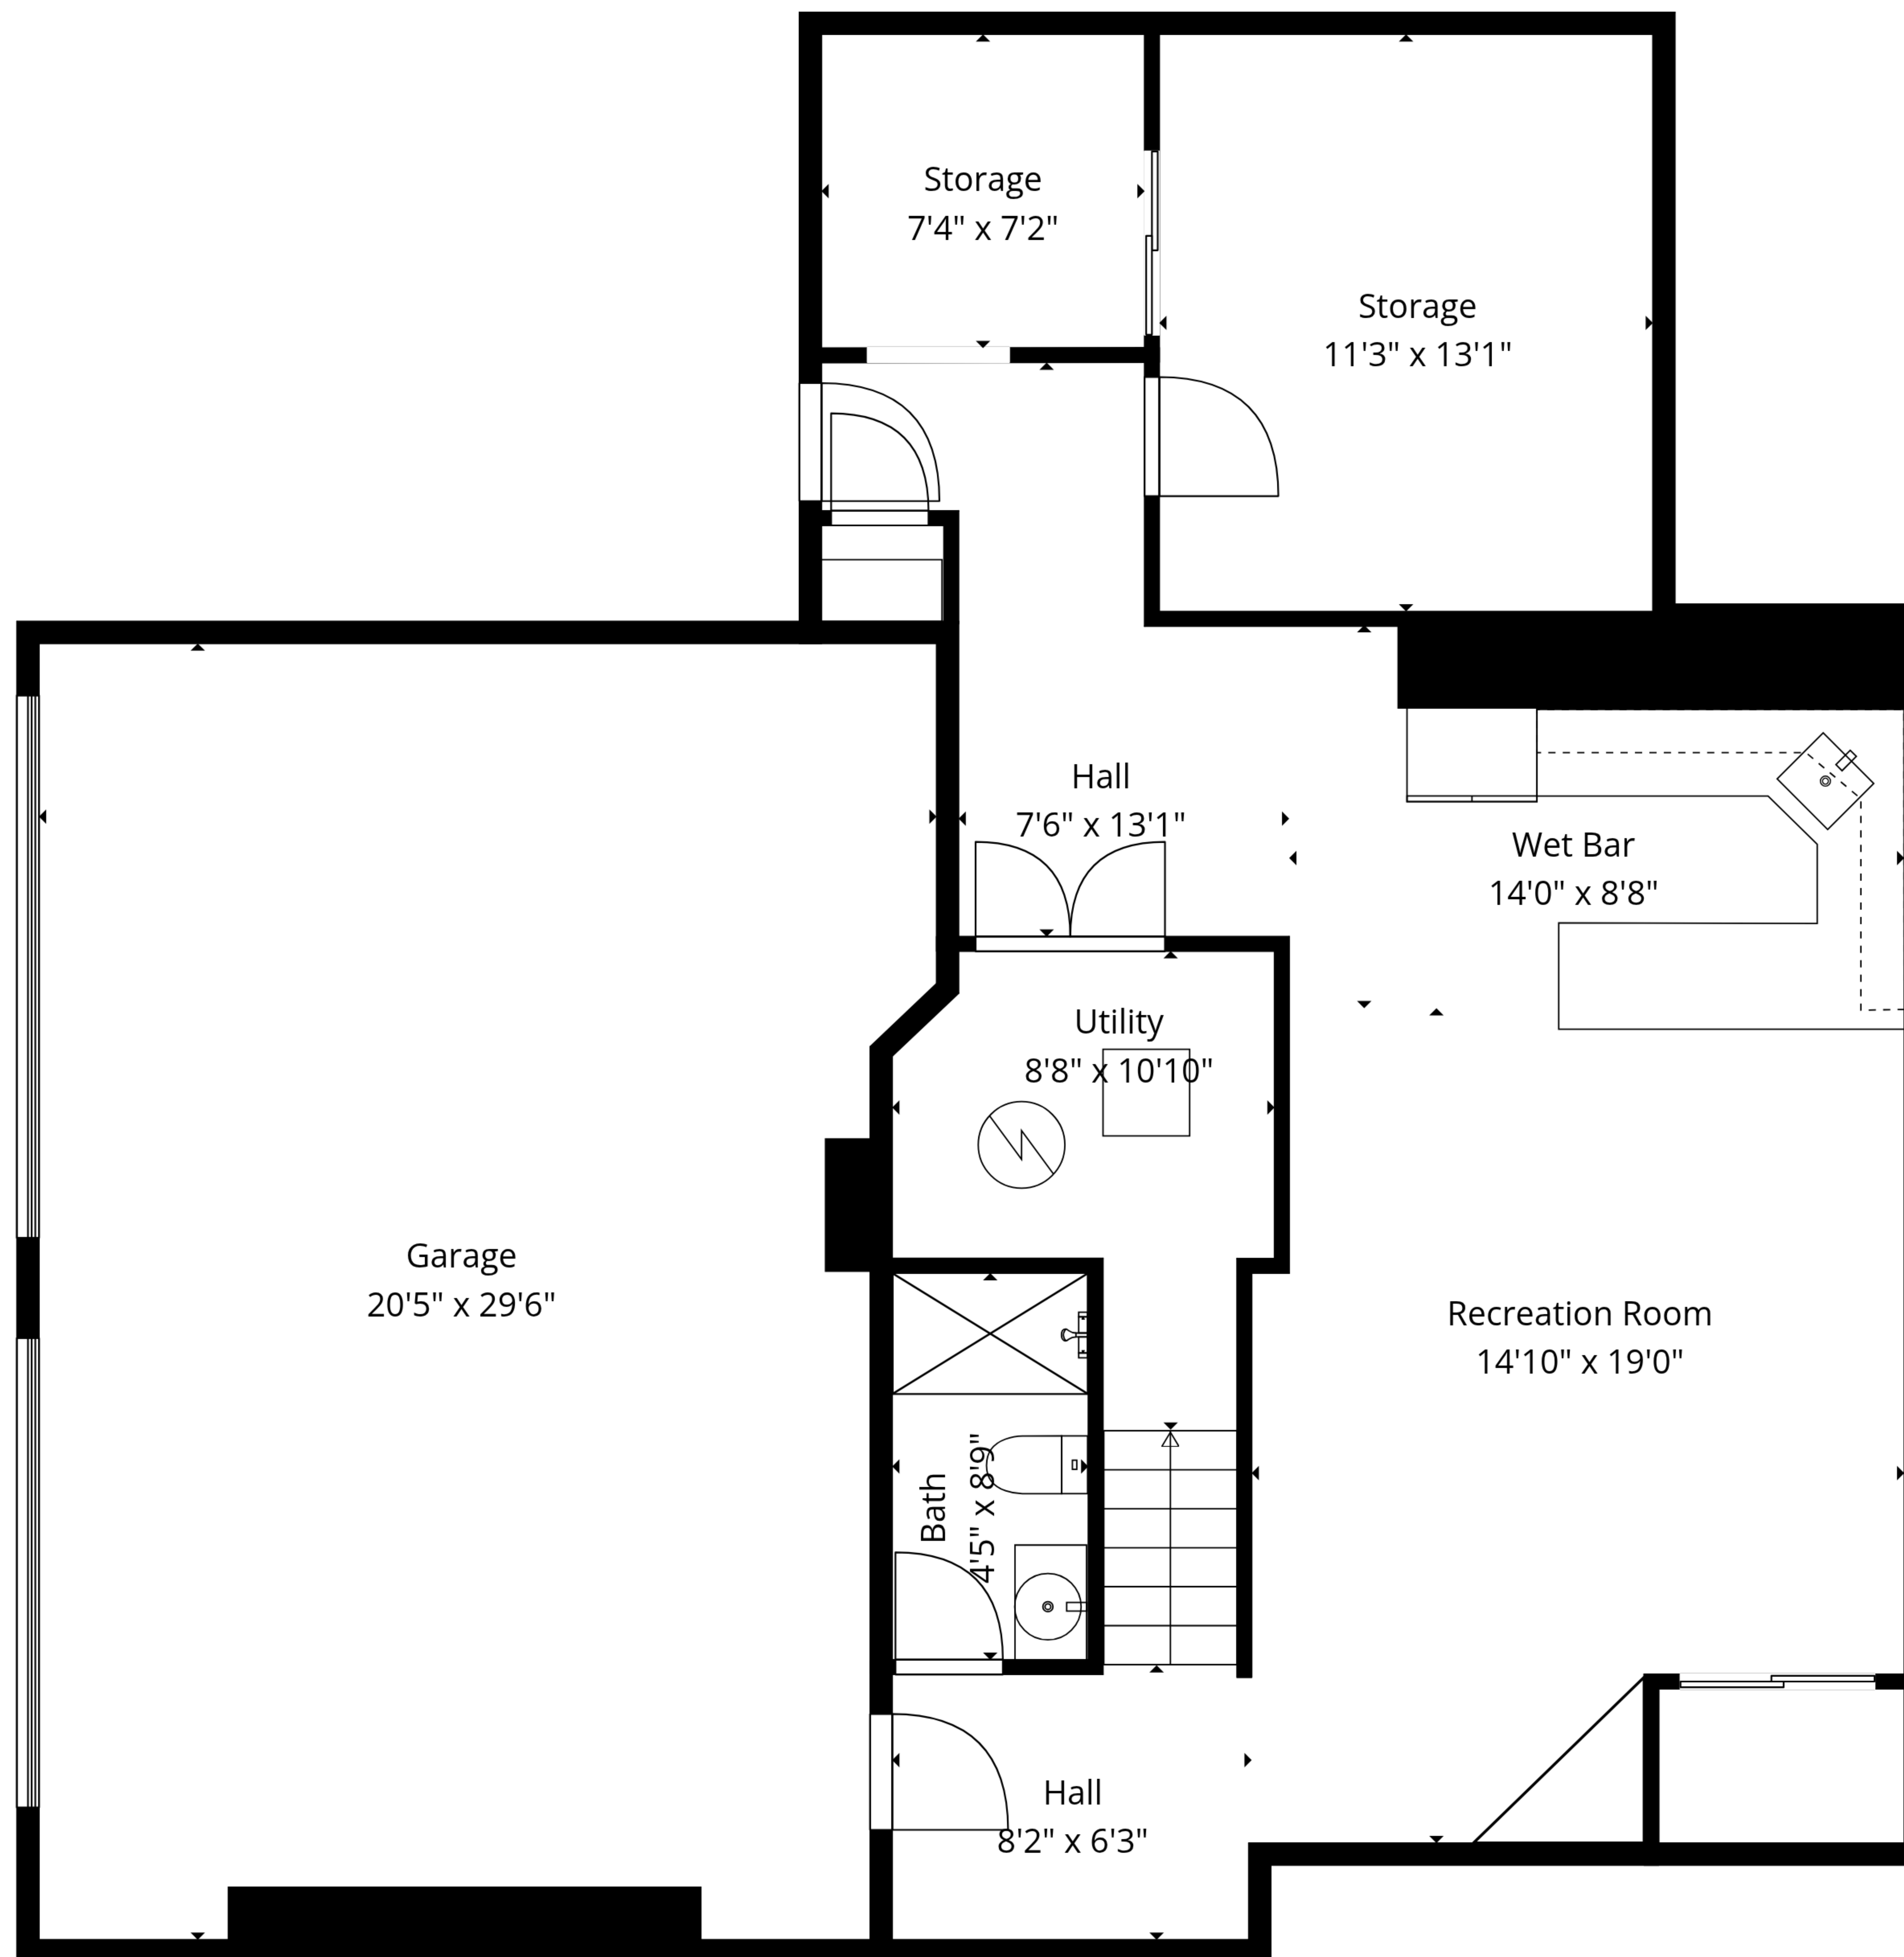 Storage
7'4" x 7'2"
Storage
11'3" x 13'1"
Hall
7'6" x 13'1"
Wet Bar
14'0" x 8'8"
Utility
8'8" x 10'10"
Garage
20'5" x 29'6"
Recreation Room
14'10" x 19'0"
Bath
4'5" x 8'9"
Hall
8'2" x 6'3"